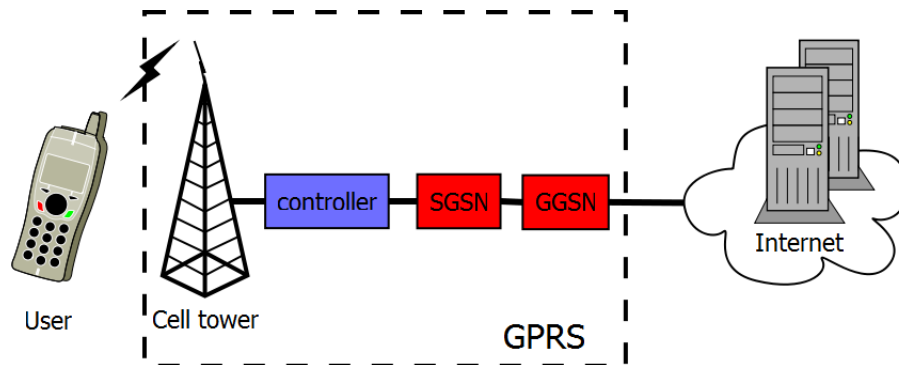 controller
SGSN
GGSN
Internet
User
Cell tower
GPRS